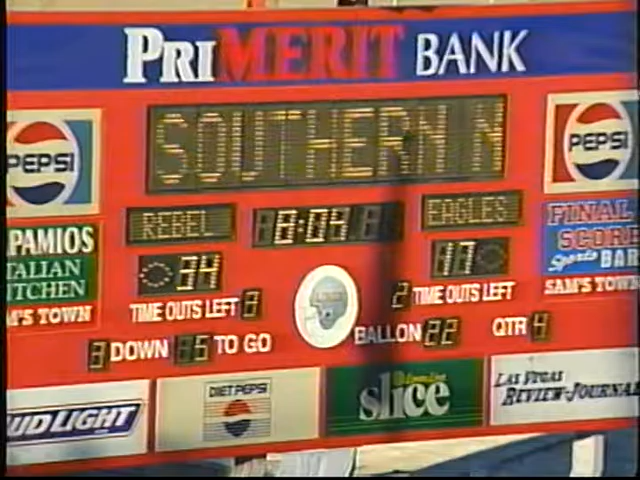 PRIMERIT BANK
SOUTHERN N
PEPSI
PEPSI
REBEL
8:04
EAGLES
34
17
PAMIOS
ITALIAN
KITCHEN
M'S TOWN
FINAL
SCORE
Sports BAR
SAM'S TOWN
TIME OUTS LEFT
2 TIME OUTS LEFT
3 DOWN 15 TO GO
BALL ON 22
QTR 4
BUD LIGHT
DIET PEPSI
slice
LAS VEGAS
REVIEW-JOURNAL